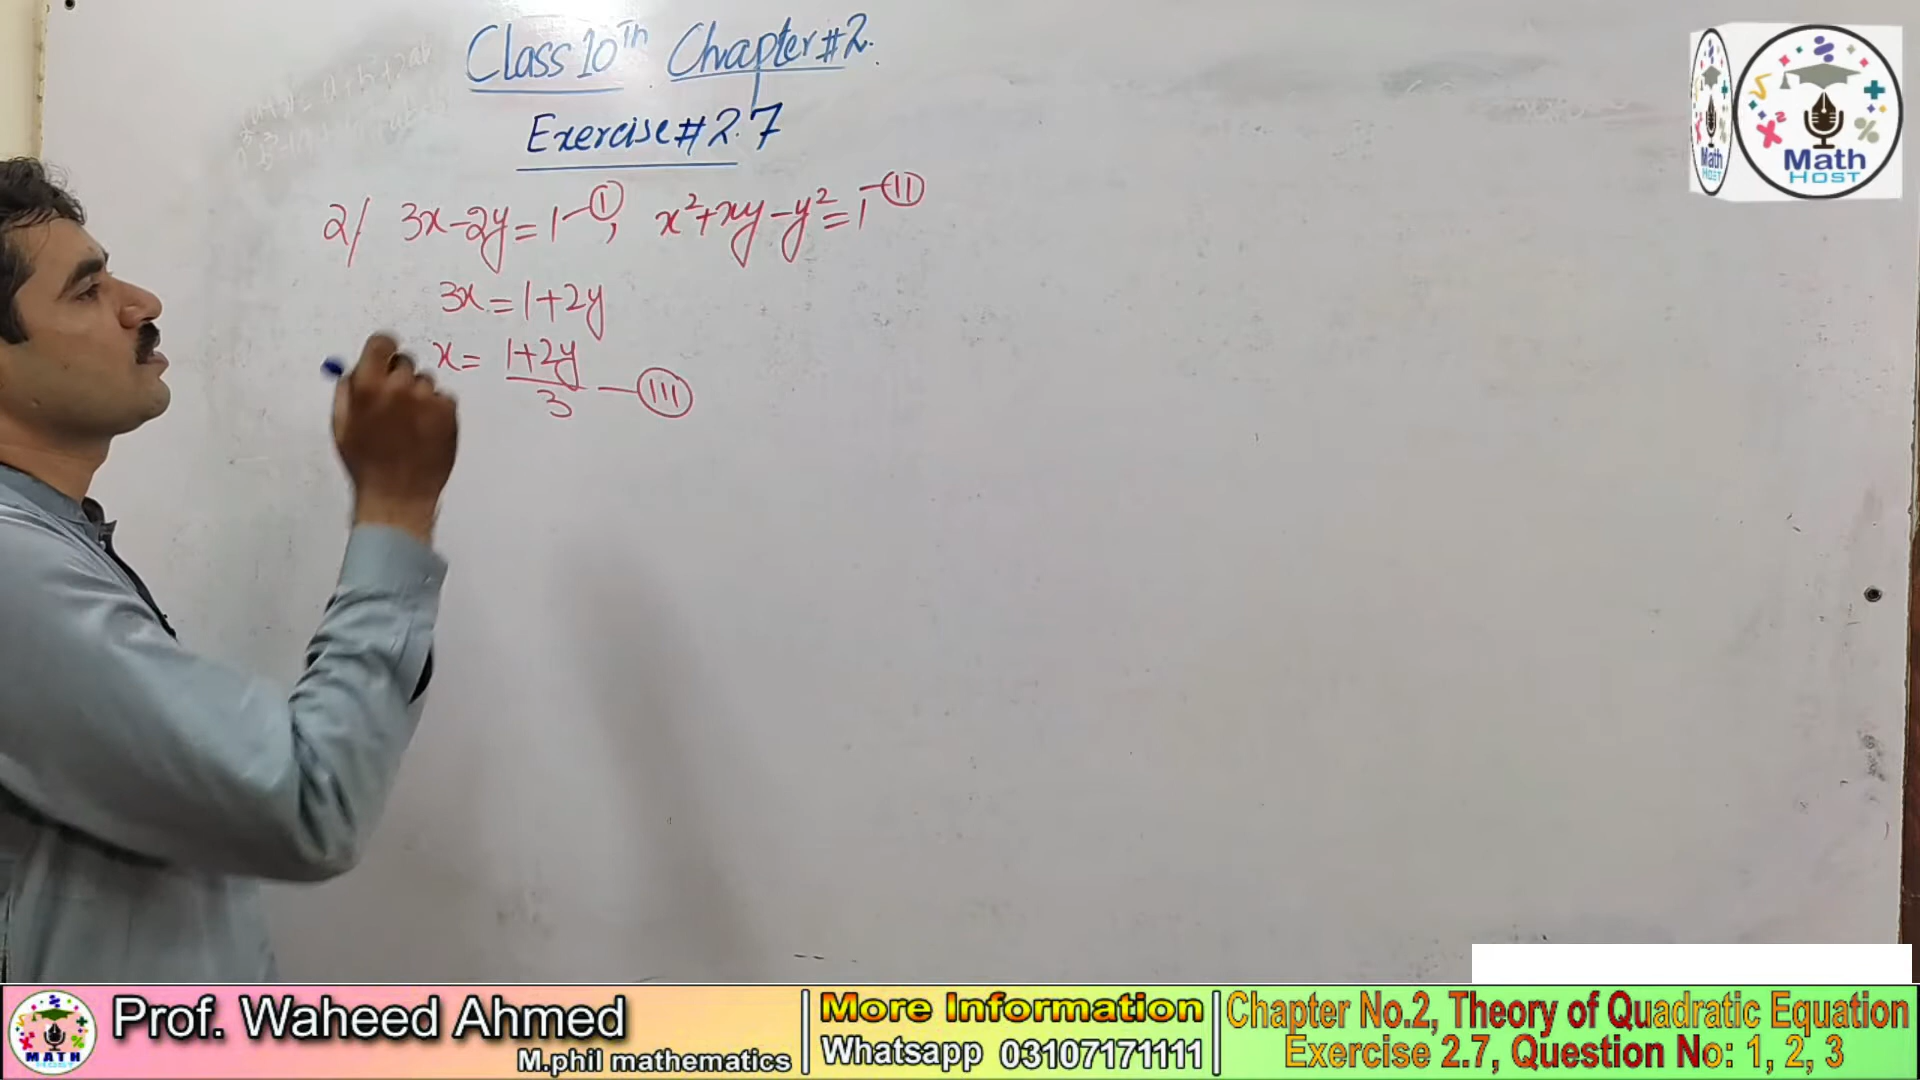 Class 10th Chapter#2.
Exercise#2.7
2/ 3x-2y=1 -(I), x²+xy-y²=1 -(II)
3x=1+2y
x= 1+2y/3 -(III)
Math
HOST
MATH
HOST
Prof. Waheed Ahmed
M.phil mathematics
More Information
Whatsapp 03107171111
Chapter No.2, Theory of Quadratic Equation
Exercise 2.7, Question No: 1, 2, 3